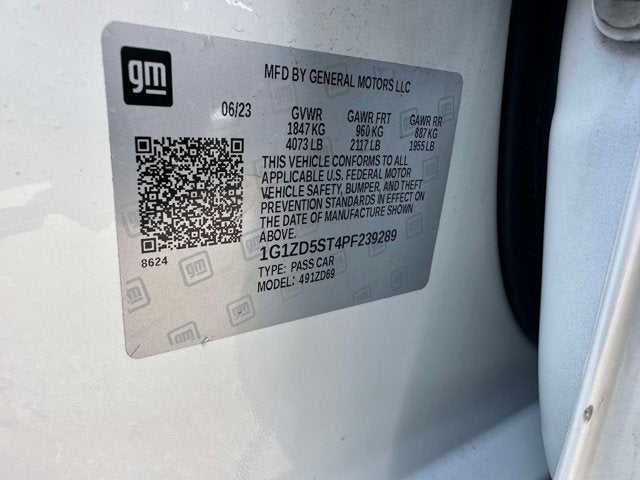 gm
MFD BY GENERAL MOTORS LLC
06/23 GVWR GAWR FRT GAWR RR
1847 KG 960 KG 887 KG
4073 LB 2117 LB 1955 LB
THIS VEHICLE CONFORMS TO ALL
APPLICABLE U.S. FEDERAL MOTOR
VEHICLE SAFETY, BUMPER, AND THEFT
PREVENTION STANDARDS IN EFFECT ON
THE DATE OF MANUFACTURE SHOWN
ABOVE.
8624
1G1ZD5ST4PF239289
TYPE: PASS CAR
MODEL: 491ZD69